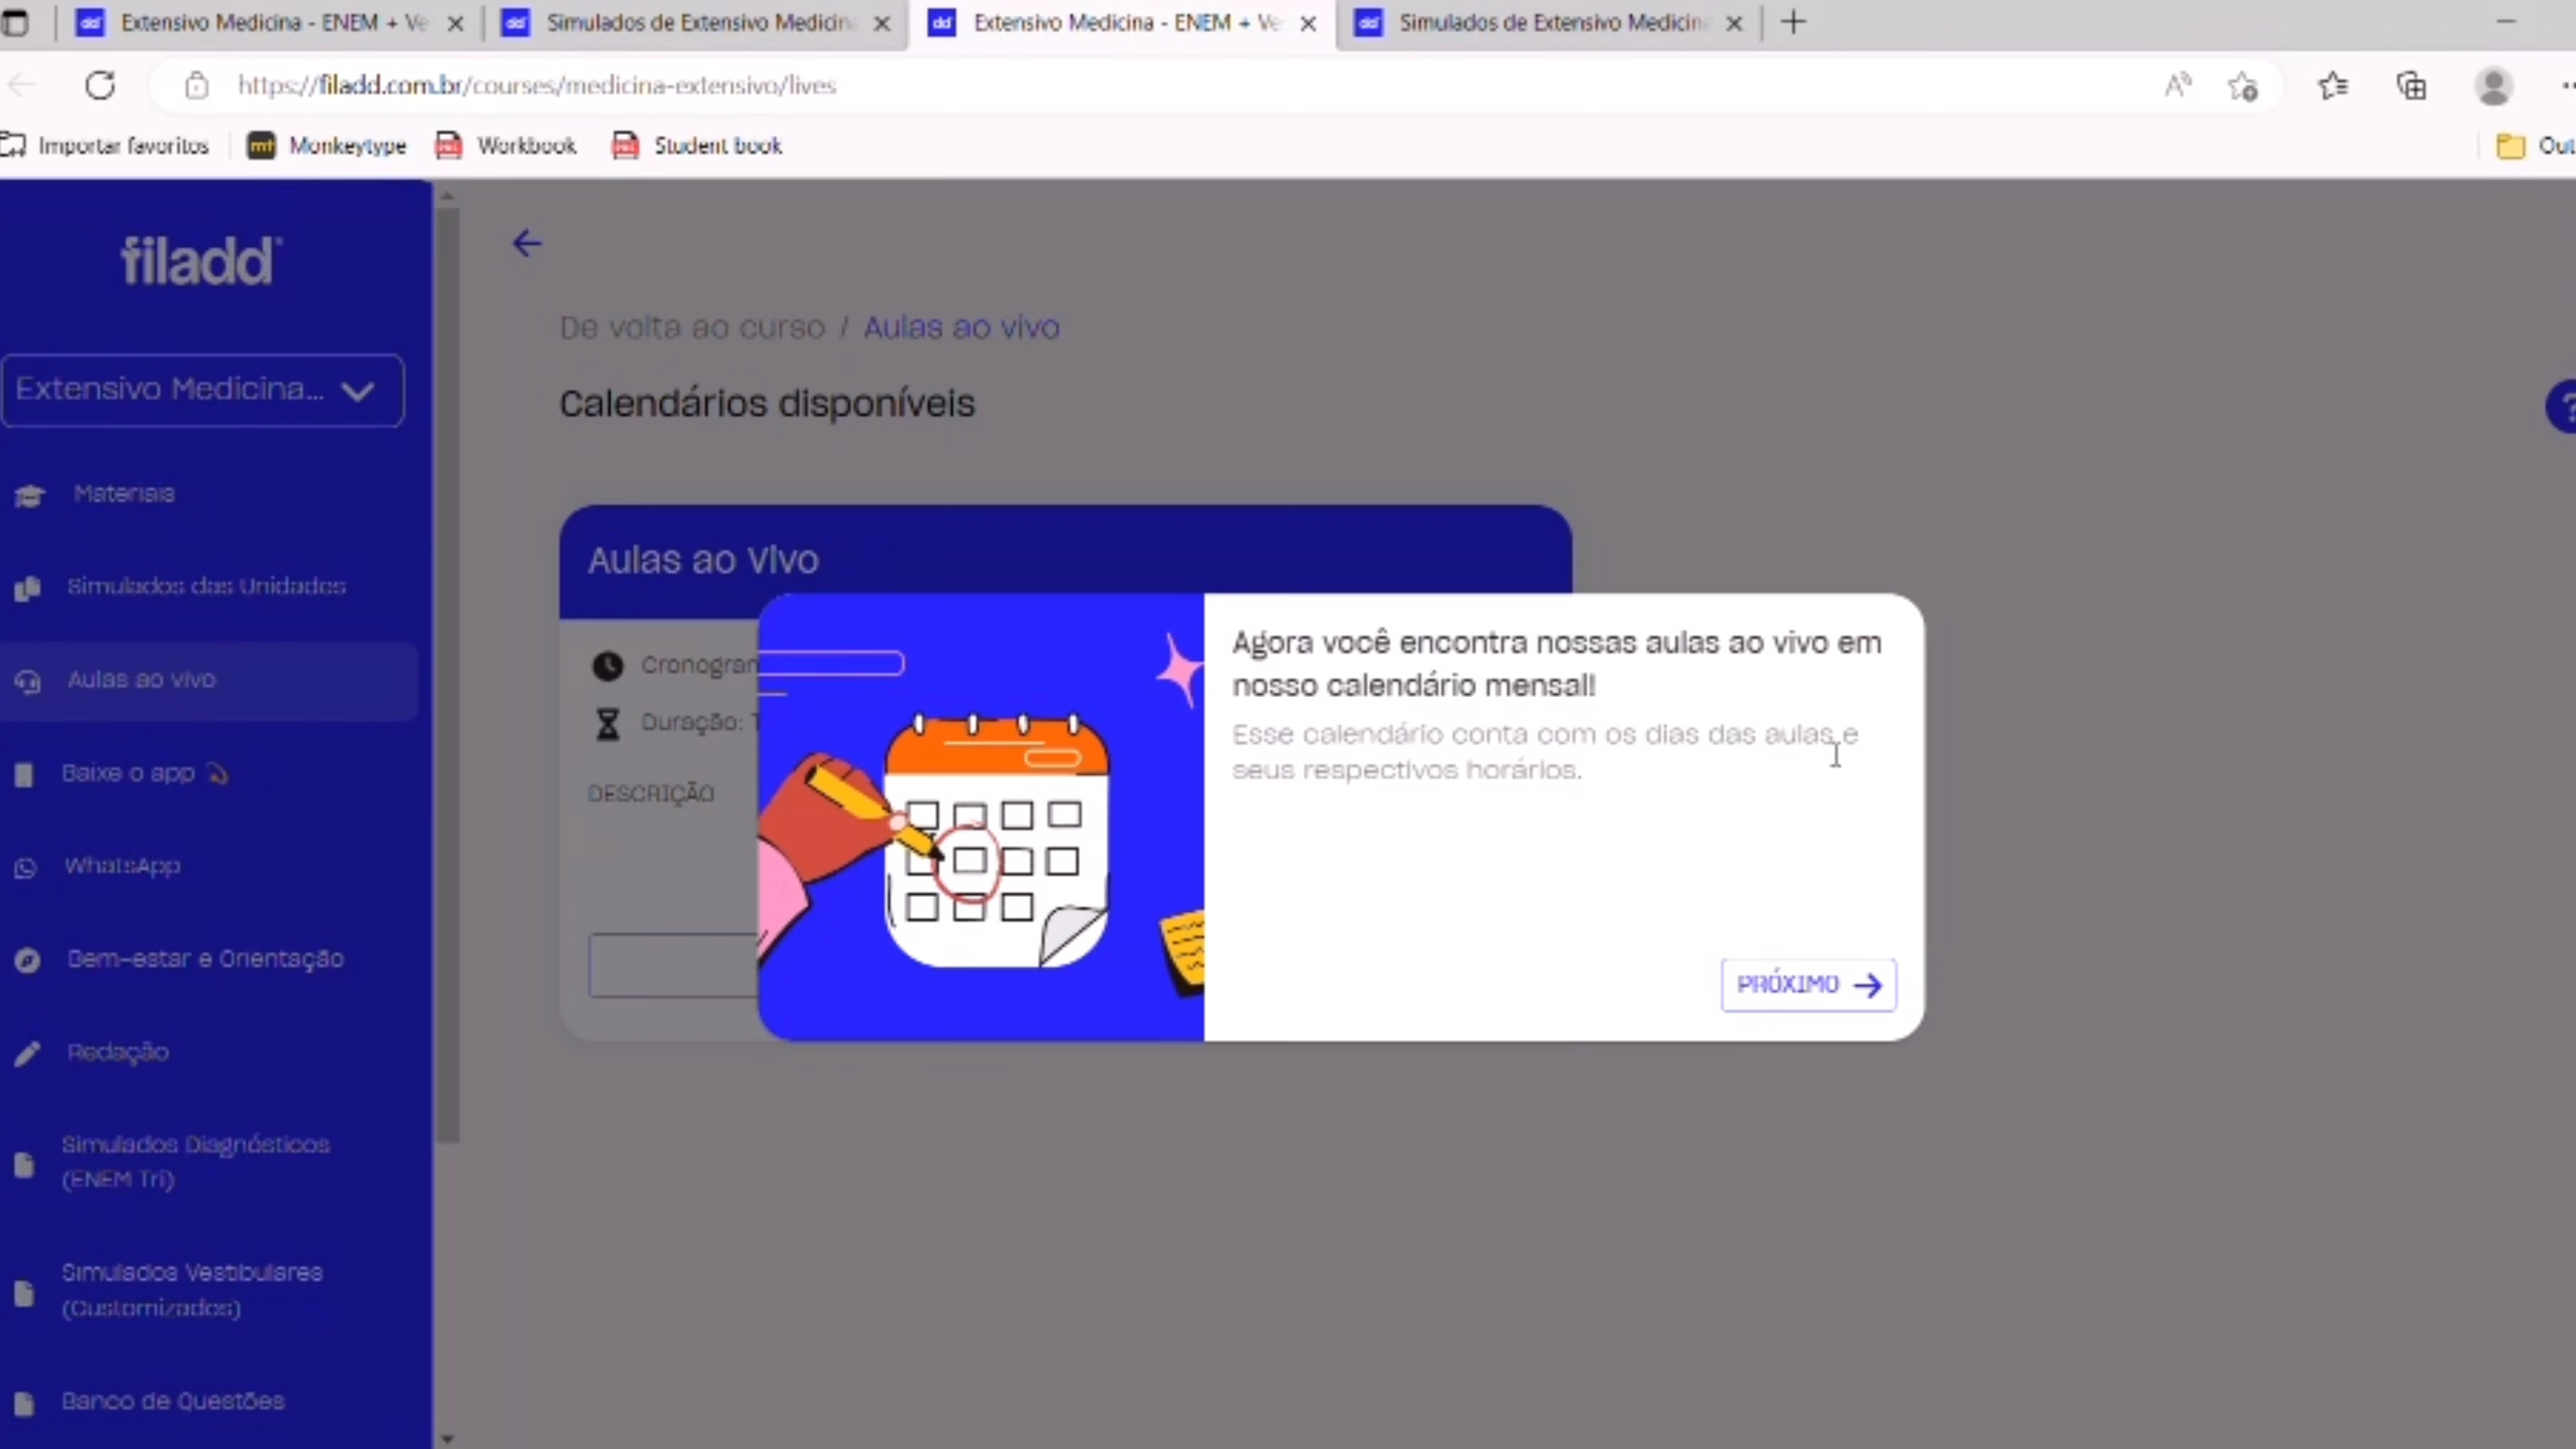 Extensivo Medicina - ENEM + Ve
Simulados de Extensivo Medicin
Extensivo Medicina - ENEM + Ve
Simulados de Extensivo Medicin
https://filadd.com.br/courses/medicina-extensivo/lives
Importar favoritos
Monkeytype
Workbook
Student book
Out
filadd
Extensivo Medicina...
Materiais
Simulados das Unidades
Aulas ao vivo
Baixe o app
WhatsApp
Bem-estar e Orientação
Redação
Simulados Diagnósticos
(ENEM Tri)
Simulados Vestibulares
(Customizados)
Banco de Questões
De volta ao curso / Aulas ao vivo
Calendários disponíveis
?
Aulas ao Vivo
Cronogram
Duração: 1
DESCRIÇÃO
Agora você encontra nossas aulas ao vivo em
nosso calendário mensal!
Esse calendário conta com os dias das aulas e
seus respectivos horários.
PRÓXIMO